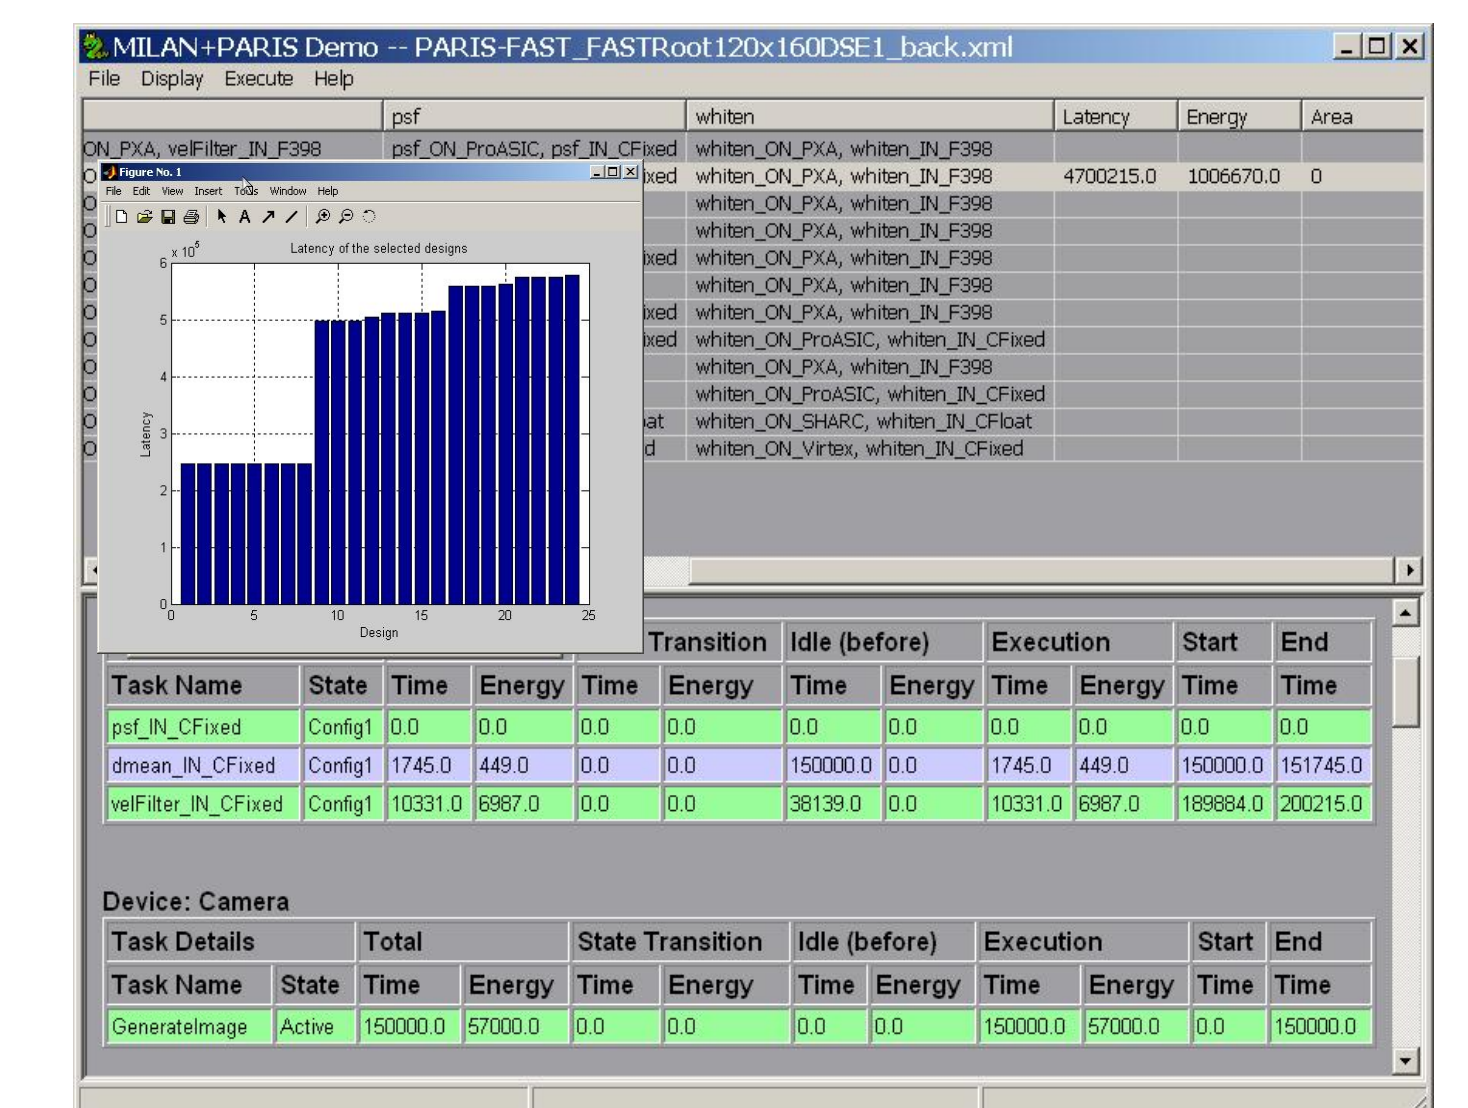 MILAN+PARIS Demo -- PARIS-FAST_FASTRoot120x160DSE1_back.xml
File Display Execute Help
psf whiten Latency Energy Area
ON_PXA, velFilter_IN_F398 psf_ON_ProASIC, psf_IN_CFixed whiten_ON_PXA, whiten_IN_F398
whiten_ON_PXA, whiten_IN_F398 4700215.0 1006670.0 0
whiten_ON_PXA, whiten_IN_F398
whiten_ON_PXA, whiten_IN_F398
whiten_ON_PXA, whiten_IN_F398
whiten_ON_PXA, whiten_IN_F398
whiten_ON_PXA, whiten_IN_F398
whiten_ON_ProASIC, whiten_IN_CFixed
whiten_ON_PXA, whiten_IN_F398
whiten_ON_ProASIC, whiten_IN_CFixed
whiten_ON_SHARC, whiten_IN_CFloat
whiten_ON_Virtex, whiten_IN_CFixed
Figure No. 1
File Edit View Insert Tools Window Help
x 10^5 Latency of the selected designs
6
5
4
3
2
1
0
Latency
0 5 10 15 20 25
Design
Transition Idle (before) Execution Start End
Task Name State Time Energy Time Energy Time Energy Time Energy Time Time
psf_IN_CFixed Config1 0.0 0.0 0.0 0.0 0.0 0.0 0.0 0.0 0.0 0.0
dmean_IN_CFixed Config1 1745.0 449.0 0.0 0.0 150000.0 0.0 1745.0 449.0 150000.0 151745.0
velFilter_IN_CFixed Config1 10331.0 6987.0 0.0 0.0 38139.0 0.0 10331.0 6987.0 189884.0 200215.0
Device: Camera
Task Details Total State Transition Idle (before) Execution Start End
Task Name State Time Energy Time Energy Time Energy Time Energy Time Time
GenerateImage Active 150000.0 57000.0 0.0 0.0 0.0 0.0 150000.0 57000.0 0.0 150000.0